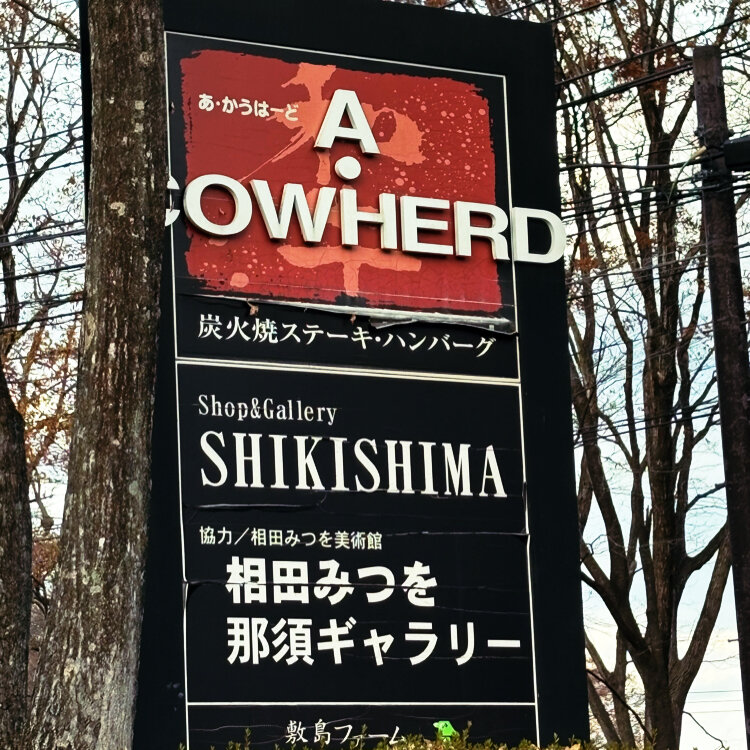 あ・かうはーど
A・
COWHERD
炭火焼ステーキ・ハンバーグ
Shop&Gallery
SHIKISHIMA
協力／相田みつを美術館
相田みつを
那須ギャラリー
敷島ファーム